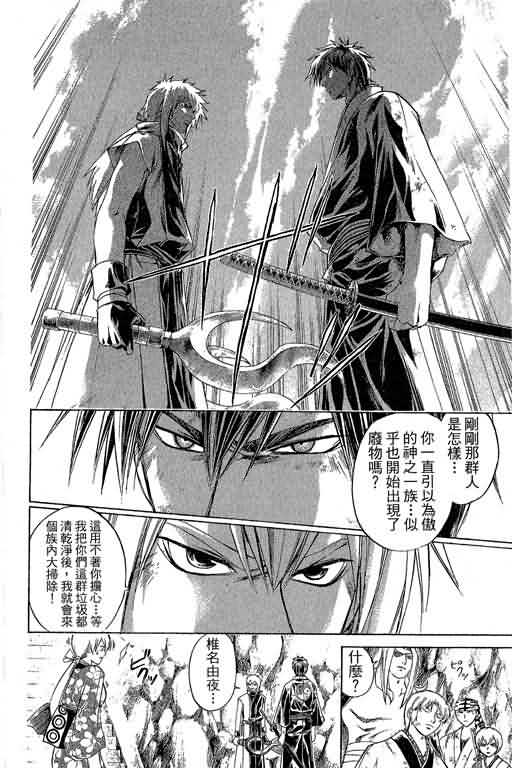 剛剛那群人
是怎樣…
你一直引以為傲
的神之一族…似
乎也開始出現了
廢物嗎？
這用不著你擔心…等
我把你們這群垃圾都
清乾淨後，我就會來
個族內大掃除！
什麼？
椎名由夜…